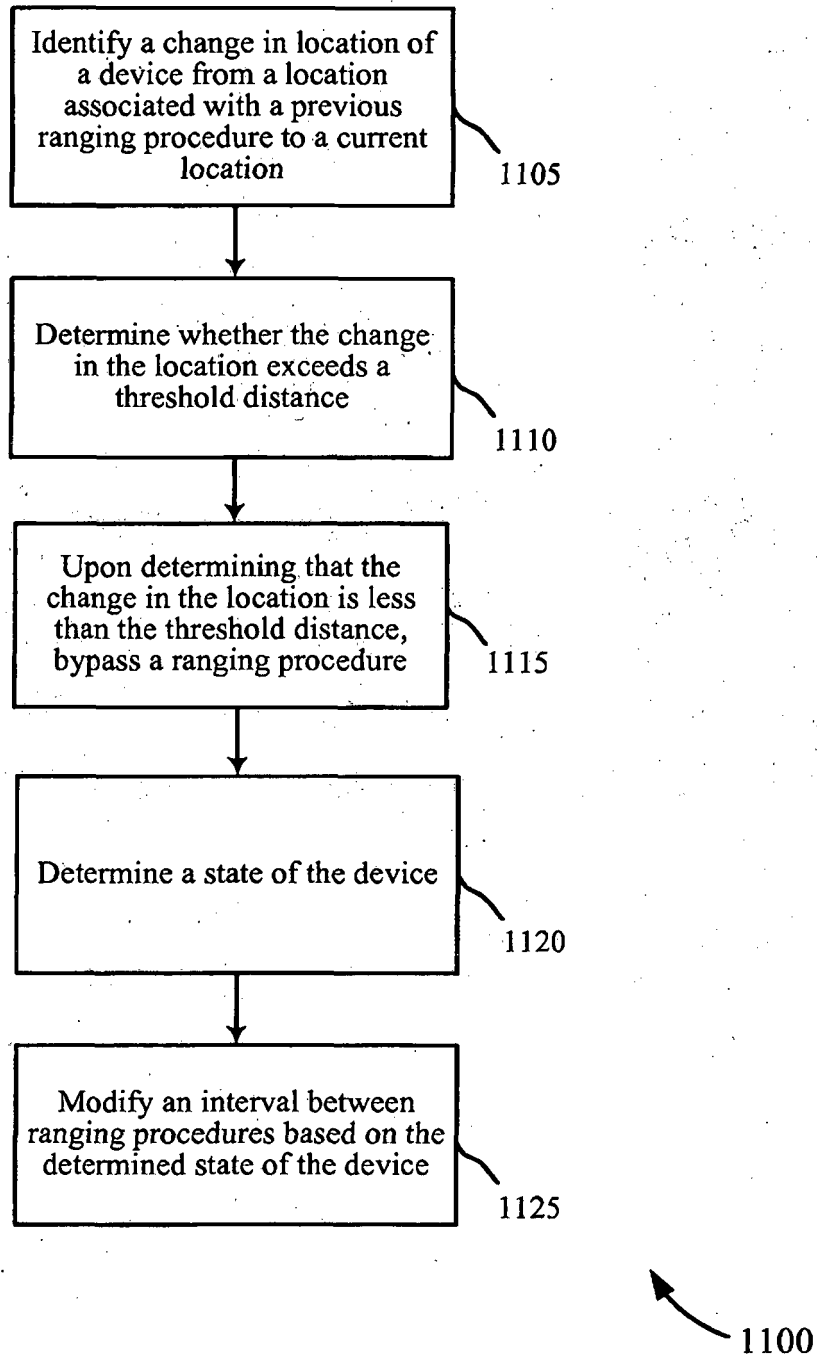 Identify a change in location of
a device from a location
associated with a previous
ranging procedure to a current
location
1105
Determine whether the change
in the location exceeds a
threshold distance
1110
Upon determining that the
change in the location is less
than the threshold distance,
bypass a ranging procedure
1115
Determine a state of the device
1120
Modify an interval between
ranging procedures based on the
determined state of the device
1125
1100